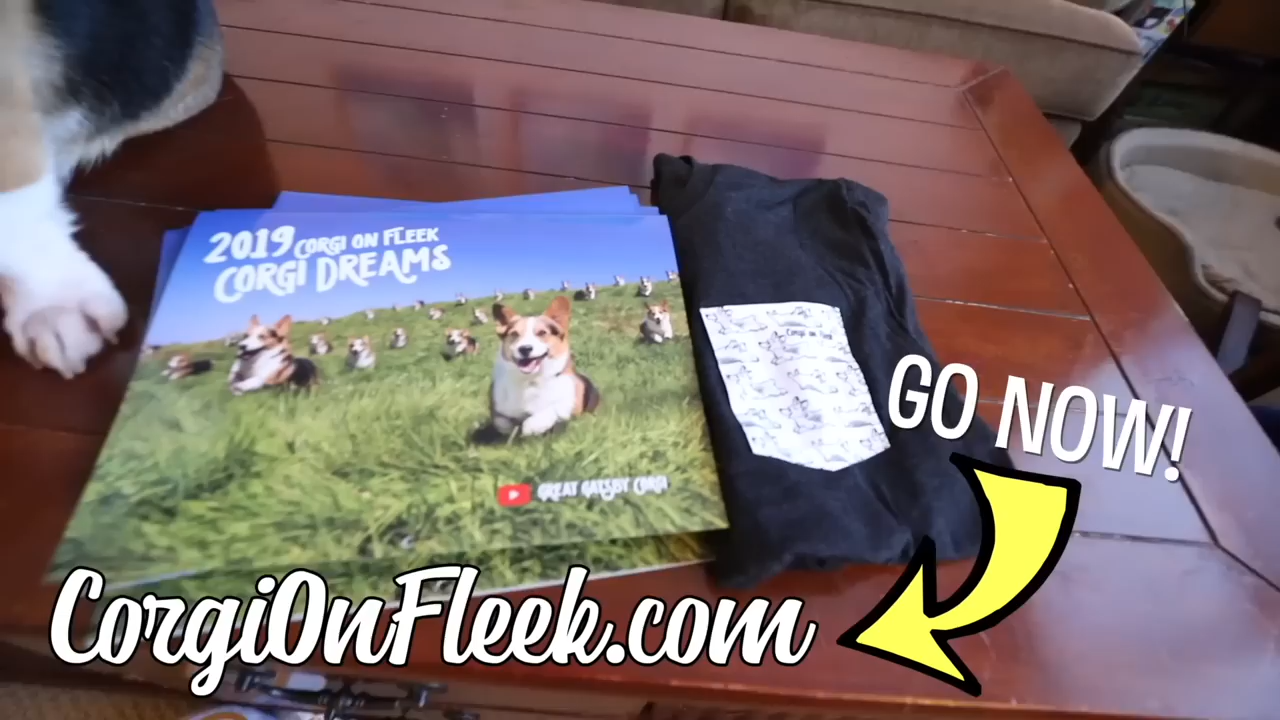 2019 CORGI ON FLEEK
CORGI DREAMS
GREAT GATSBY CORGI
GO NOW!
CorgiOnFleek.com